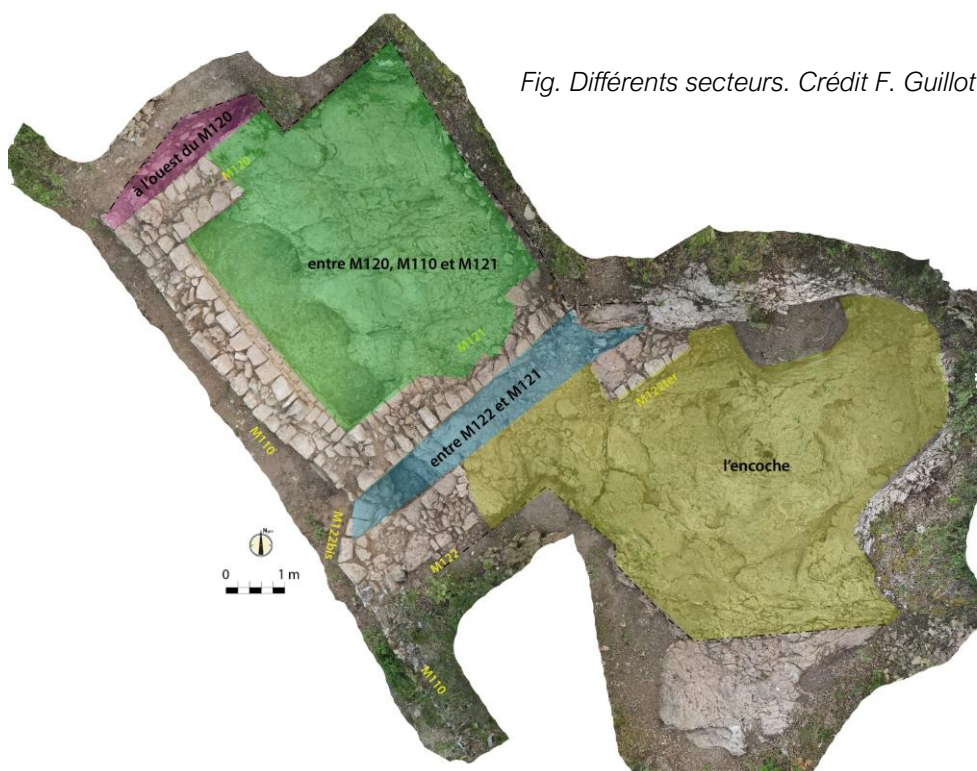 Fig. Différents secteurs. Crédit F. Guillot
à l'ouest du M120
M120
entre M120, M110 et M121
M121
entre M122 et M121
M122ter
l'encoche
M110
M122bis
M122
0 1 m
M110